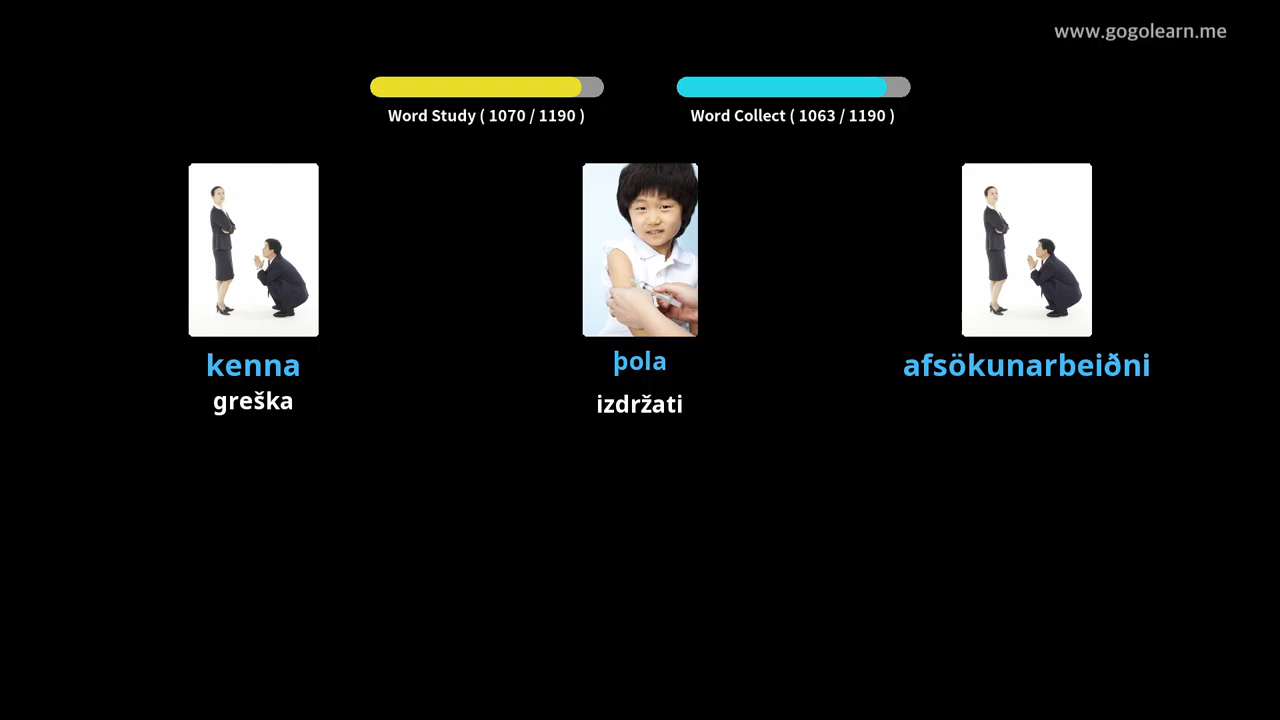 www.gogolearn.me
Word Study ( 1070 / 1190 )
Word Collect ( 1063 / 1190 )
kenna
greška
þola
izdržati
afsökunarbeiðni